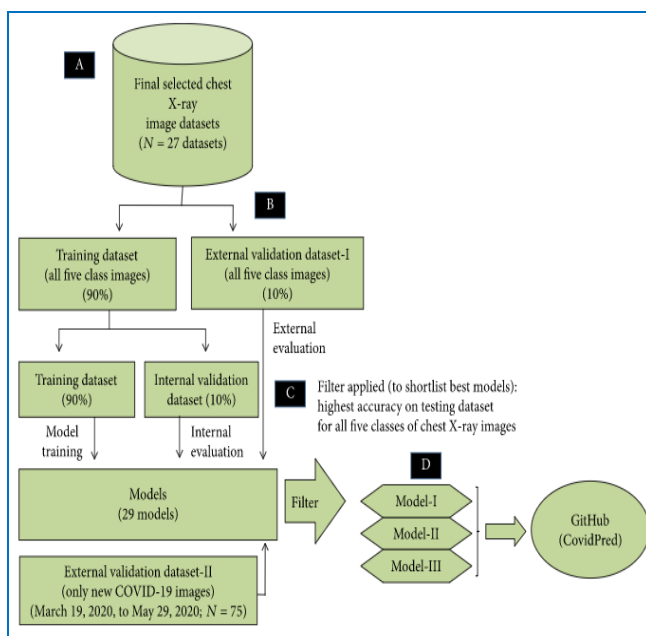 A
Final selected chest
X-ray
image datasets
(N = 27 datasets)
B
Training dataset
(all five class images)
(90%)
External validation dataset-I
(all five class images)
(10%)
External
evaluation
Training dataset
(90%)
Internal validation
dataset (10%)
C
Filter applied (to shortlist best models):
highest accuracy on testing dataset
for all five classes of chest X-ray images
Model
training
Internal
evaluation
D
Models
(29 models)
Filter
Model-I
Model-II
Model-III
GitHub
(CovidPred)
External validation dataset-II
(only new COVID-19 images)
(March 19, 2020, to May 29, 2020; N = 75)